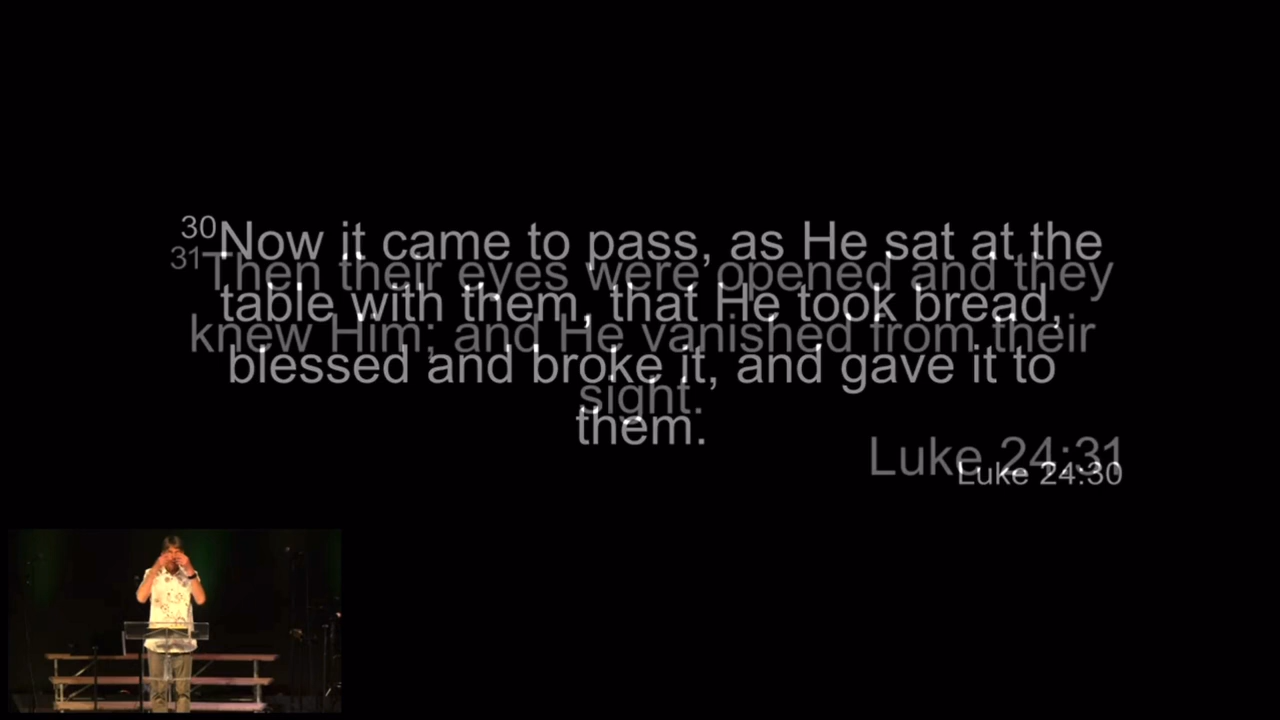 30Now it came to pass, as He sat at the
table with them, that He took bread,
blessed and broke it, and gave it to
them.
Luke 24:30
31Then their eyes were opened and they
knew Him; and He vanished from their
sight.
Luke 24:31